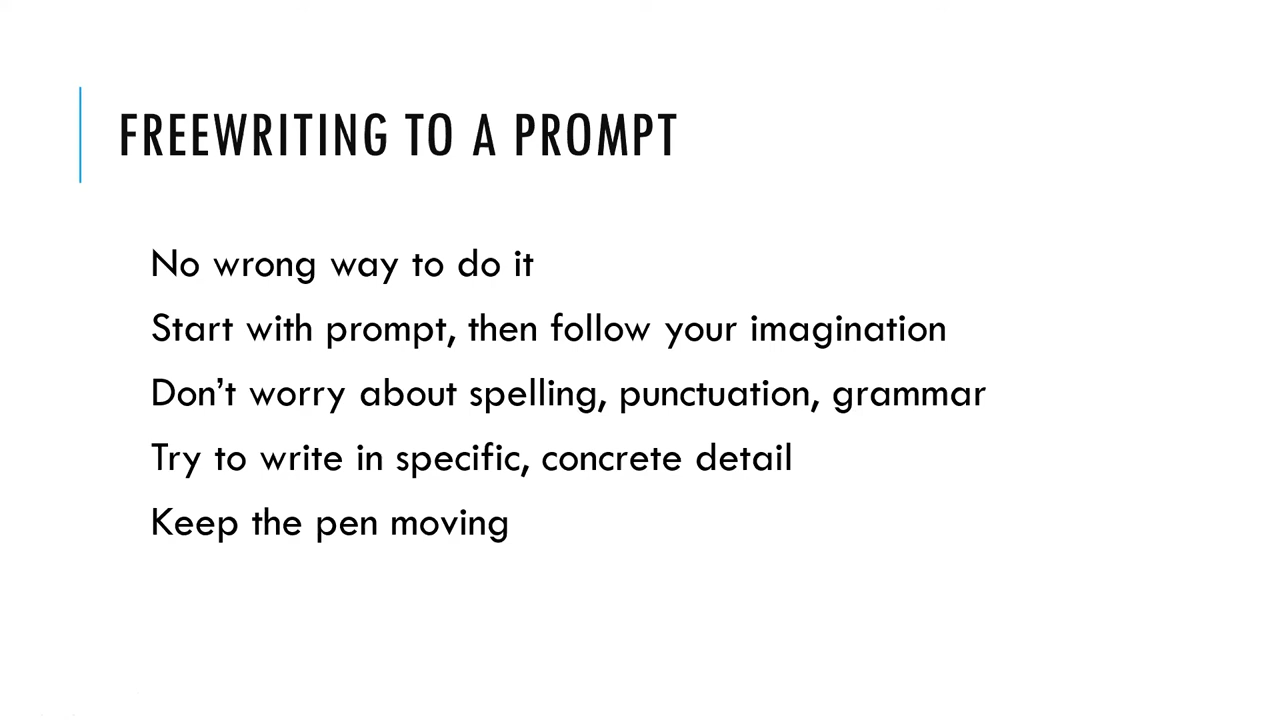 FREEWRITING TO A PROMPT
No wrong way to do it
Start with prompt, then follow your imagination
Don’t worry about spelling, punctuation, grammar
Try to write in specific, concrete detail
Keep the pen moving